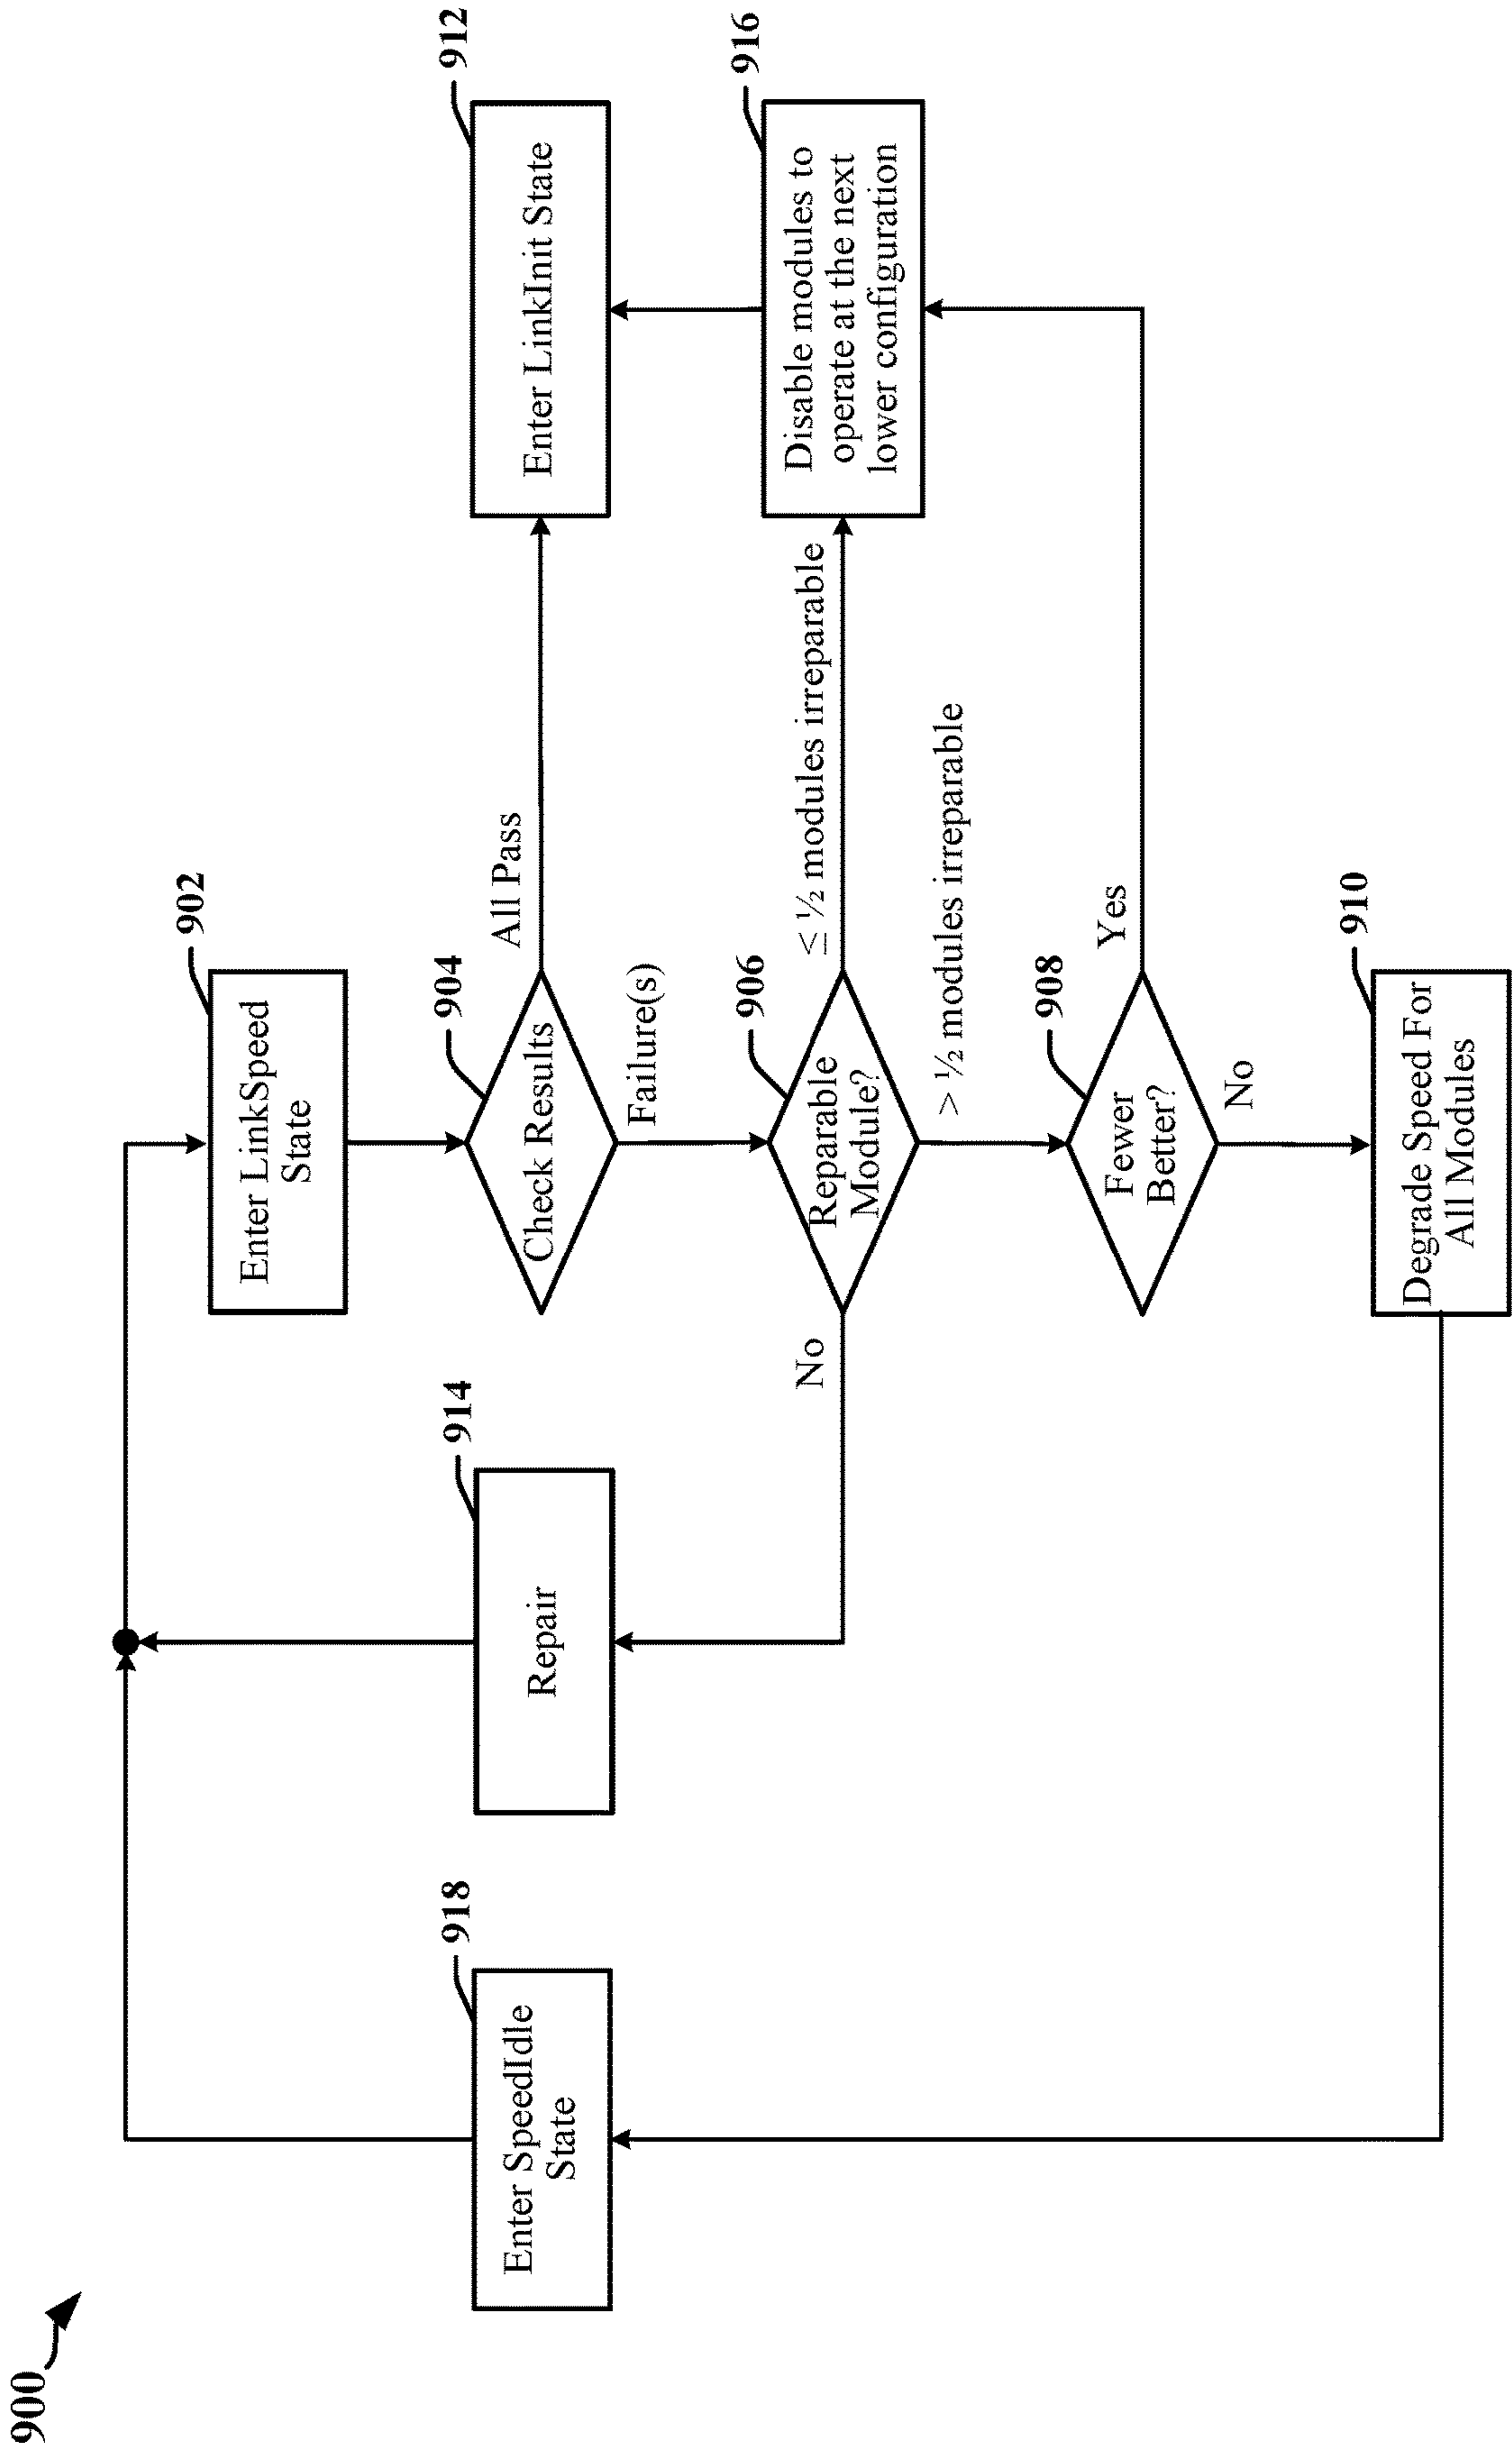 900
902
Enter LinkSpeed
State
904
Check Results
All Pass
912
Enter LinkInit State
Failure(s)
918
Enter SpeedIdle
State
914
Repair
906
Reparable
Module?
No
≤ ½ modules irreparable
916
Disable modules to
operate at the next
lower configuration
> ½ modules irreparable
908
Fewer
Better?
Yes
No
910
Degrade Speed For
All Modules